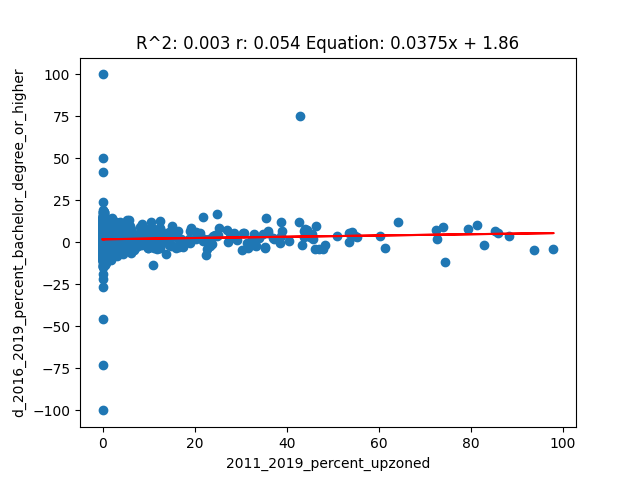 R^2: 0.003 r: 0.054 Equation: 0.0375x + 1.86
d_2016_2019_percent_bachelor_degree_or_higher
100
75
50
25
0
−25
−50
−75
−100
0 20 40 60 80 100
2011_2019_percent_upzoned